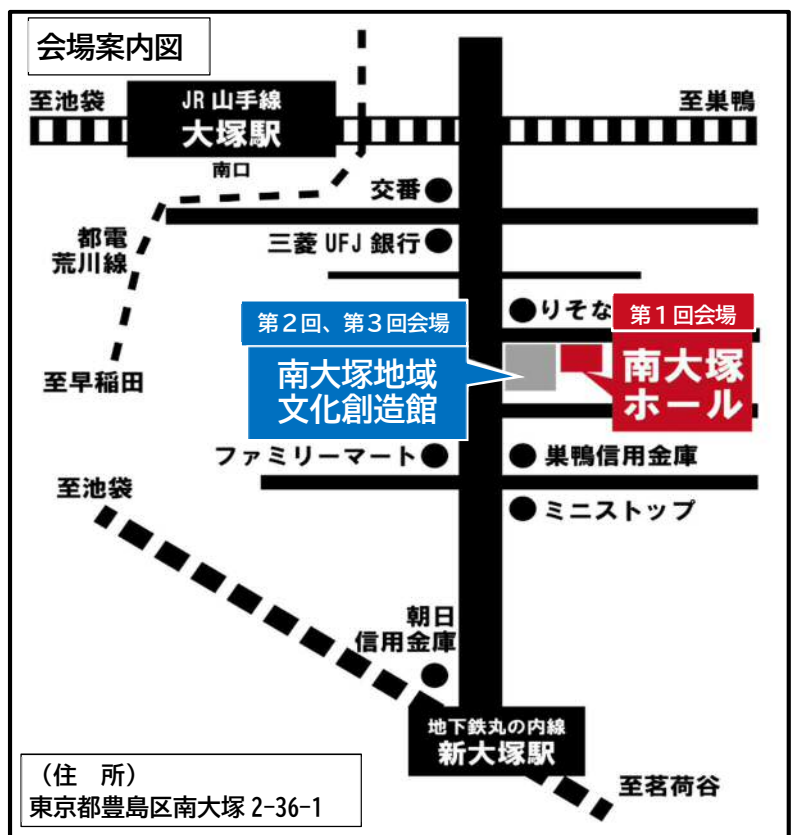 会場案内図
至池袋
JR 山手線
大塚駅
至巣鴨
南口
交番
都電
荒川線
三菱 UFJ 銀行
至早稲田
りそな
第１回会場
南大塚
ホール
第２回、第３回会場
南大塚地域
文化創造館
ファミリーマート
巣鴨信用金庫
至池袋
ミニストップ
朝日
信用金庫
地下鉄丸の内線
新大塚駅
至茗荷谷
（住　所）
東京都豊島区南大塚 2-36-1